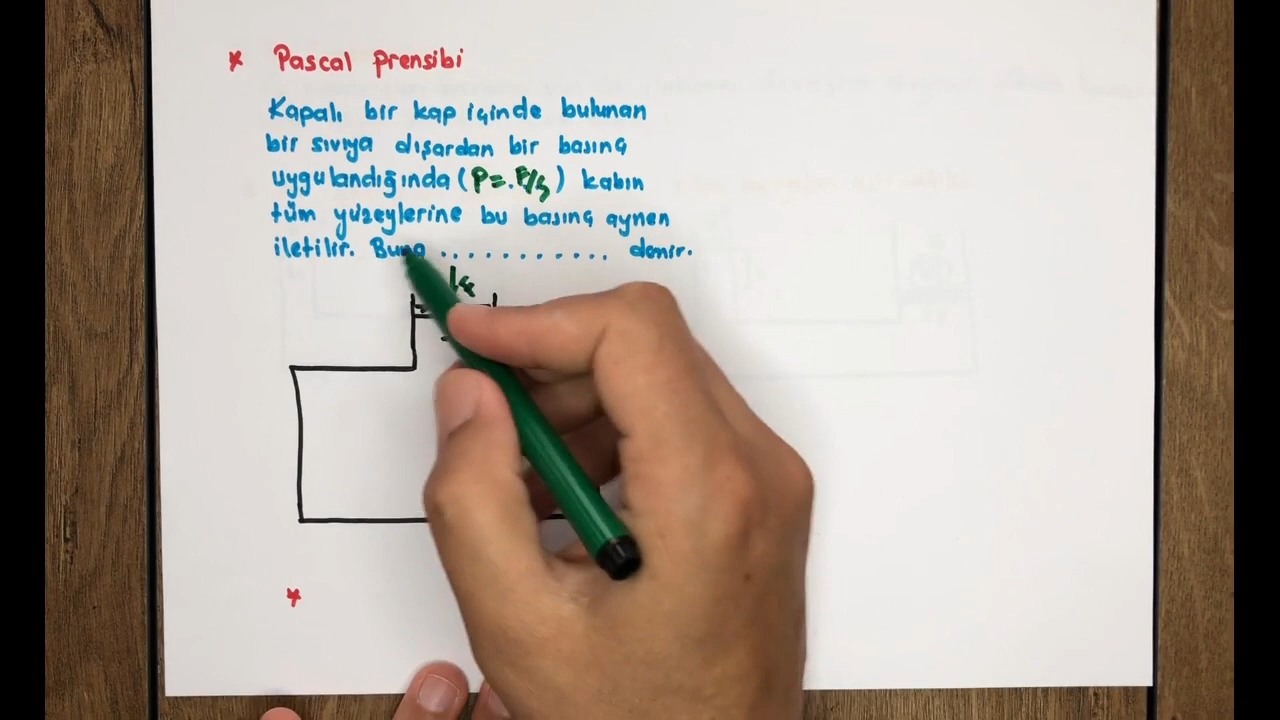 * Pascal prensibi
Kapalı bir kap içinde bulunan
bir sıvıya dışardan bir basınç
uygulandığında (P=.F/S) kabın
tüm yüzeylerine bu basınç aynen
iletilir. Buna ........... denir.
*